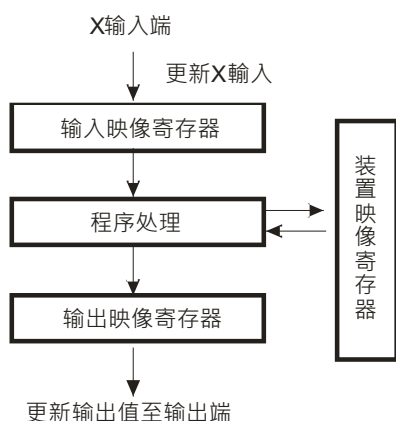 X输入端
更新X輸入
输入映像寄存器
程序处理
装置映像寄存器
输出映像寄存器
更新输出值至输出端